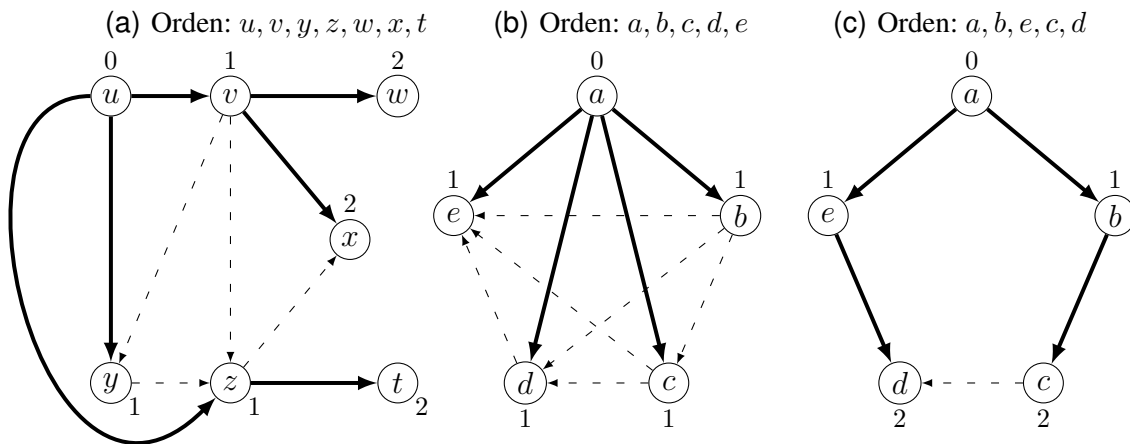 (a) Orden: u, v, y, z, w, x, t
(b) Orden: a, b, c, d, e
(c) Orden: a, b, e, c, d
0 1 2 0 0
u v w a a
1 1 1 1
2
e b e b
x
y z t d c d c
1 1 2 1 1 2 2